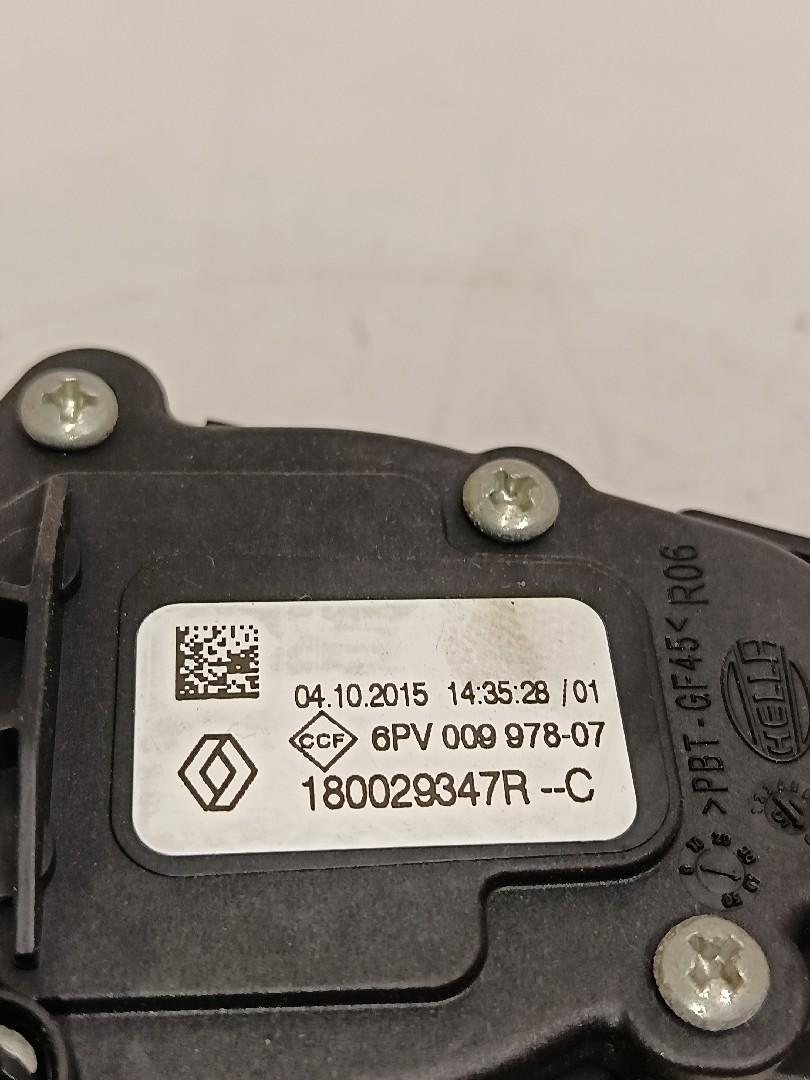 04.10.2015 14:35:28 /01
CCF 6PV 009 978-07
180029347R --C
>PBT-GF45< R06
HELLA